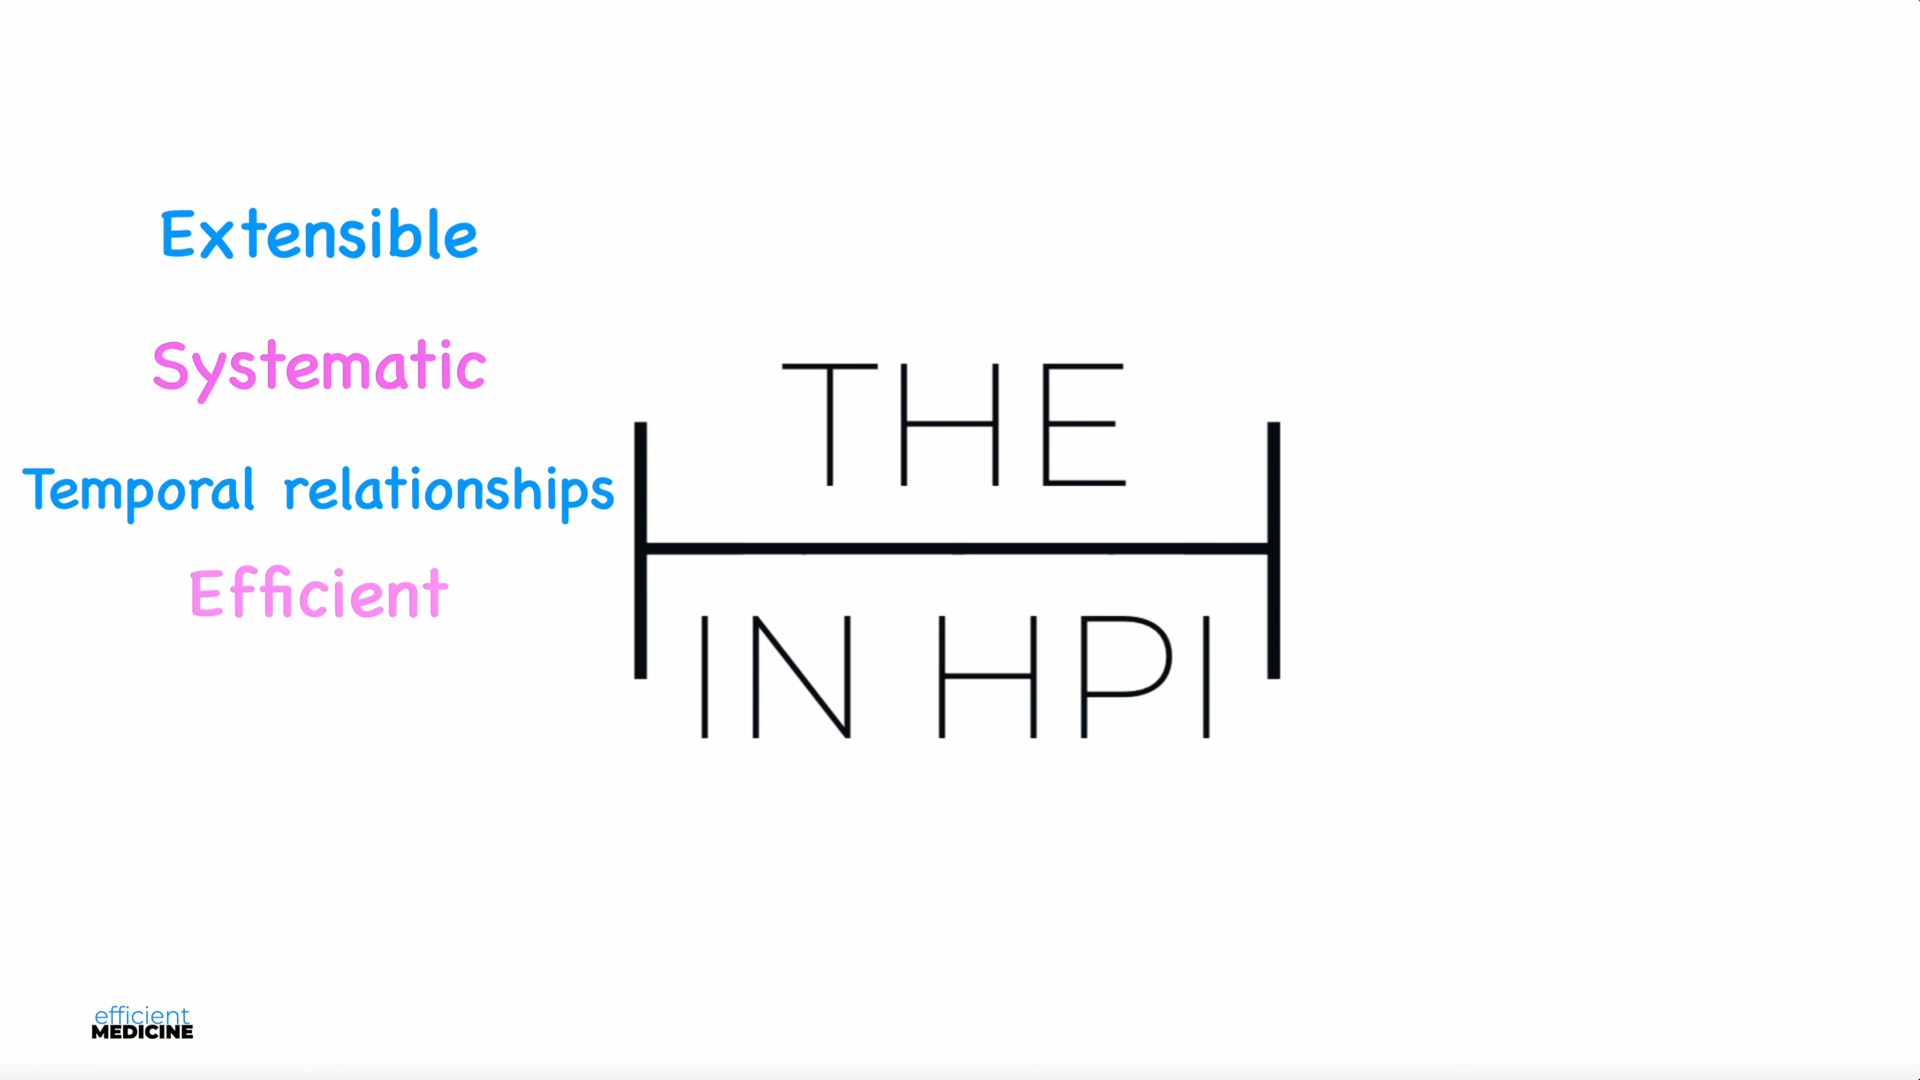 Extensible
Systematic
Temporal relationships
Efficient
THE
IN HPI
efficient
MEDICINE